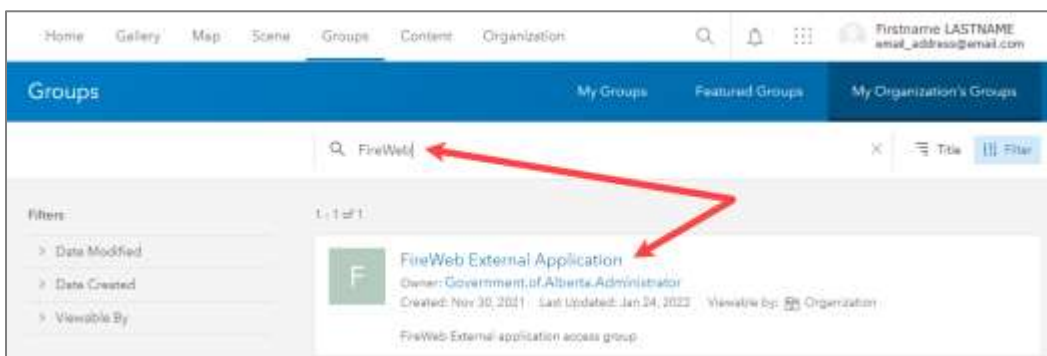 Home Gallery Map Scene Groups Content Organization Firstname LASTNAME
email_address@email.com
Groups My Groups Featured Groups My Organization's Groups
FireWeb Title Filter
Filters 1 - 1 of 1
Date Modified
Date Created
Viewable By
F
FireWeb External Application
Owner: Government.of.Alberta.Administrator
Created: Nov 30, 2021 Last Updated: Jan 24, 2022 Viewable by: Organization
FireWeb External application access group